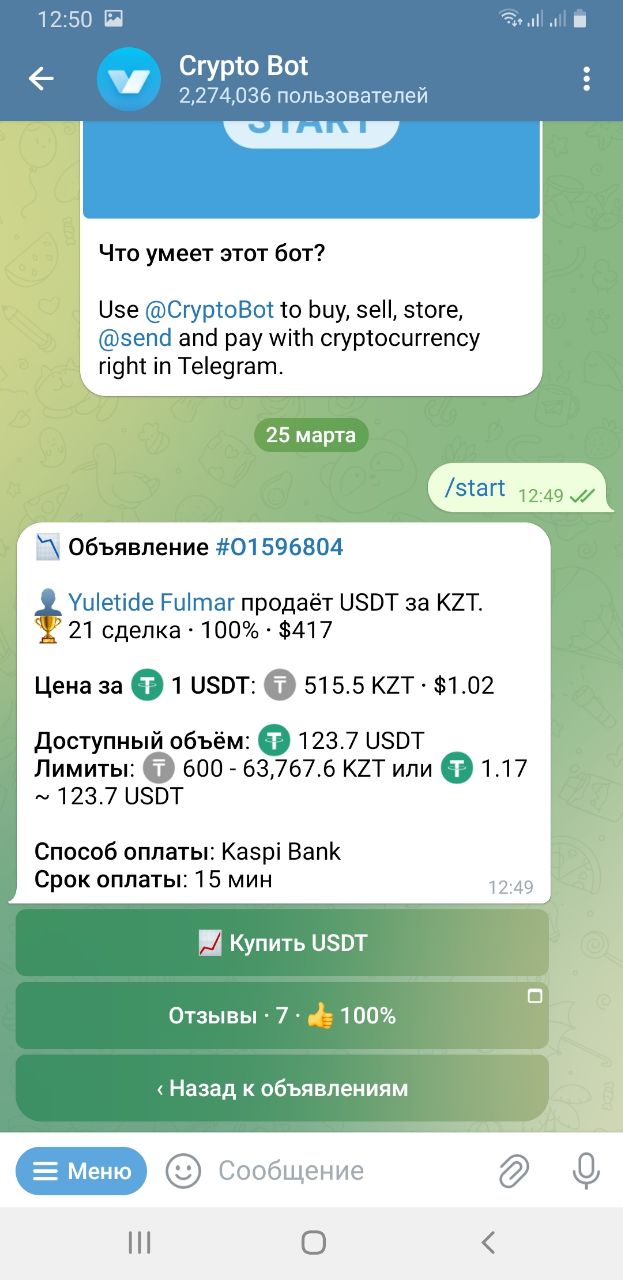 12:50
Crypto Bot
2,274,036 пользователей
START
Что умеет этот бот?
Use @CryptoBot to buy, sell, store,
@send and pay with cryptocurrency
right in Telegram.
25 марта
/start 12:49
Объявление #O1596804
Yuletide Fulmar продаёт USDT за KZT.
21 сделка · 100% · $417
Цена за 1 USDT: 515.5 KZT · $1.02
Доступный объём: 123.7 USDT
Лимиты: 600 - 63,767.6 KZT или 1.17
~ 123.7 USDT
Способ оплаты: Kaspi Bank
Срок оплаты: 15 мин
12:49
Купить USDT
Отзывы · 7 · 👍 100%
‹ Назад к объявлениям
Меню
Сообщение